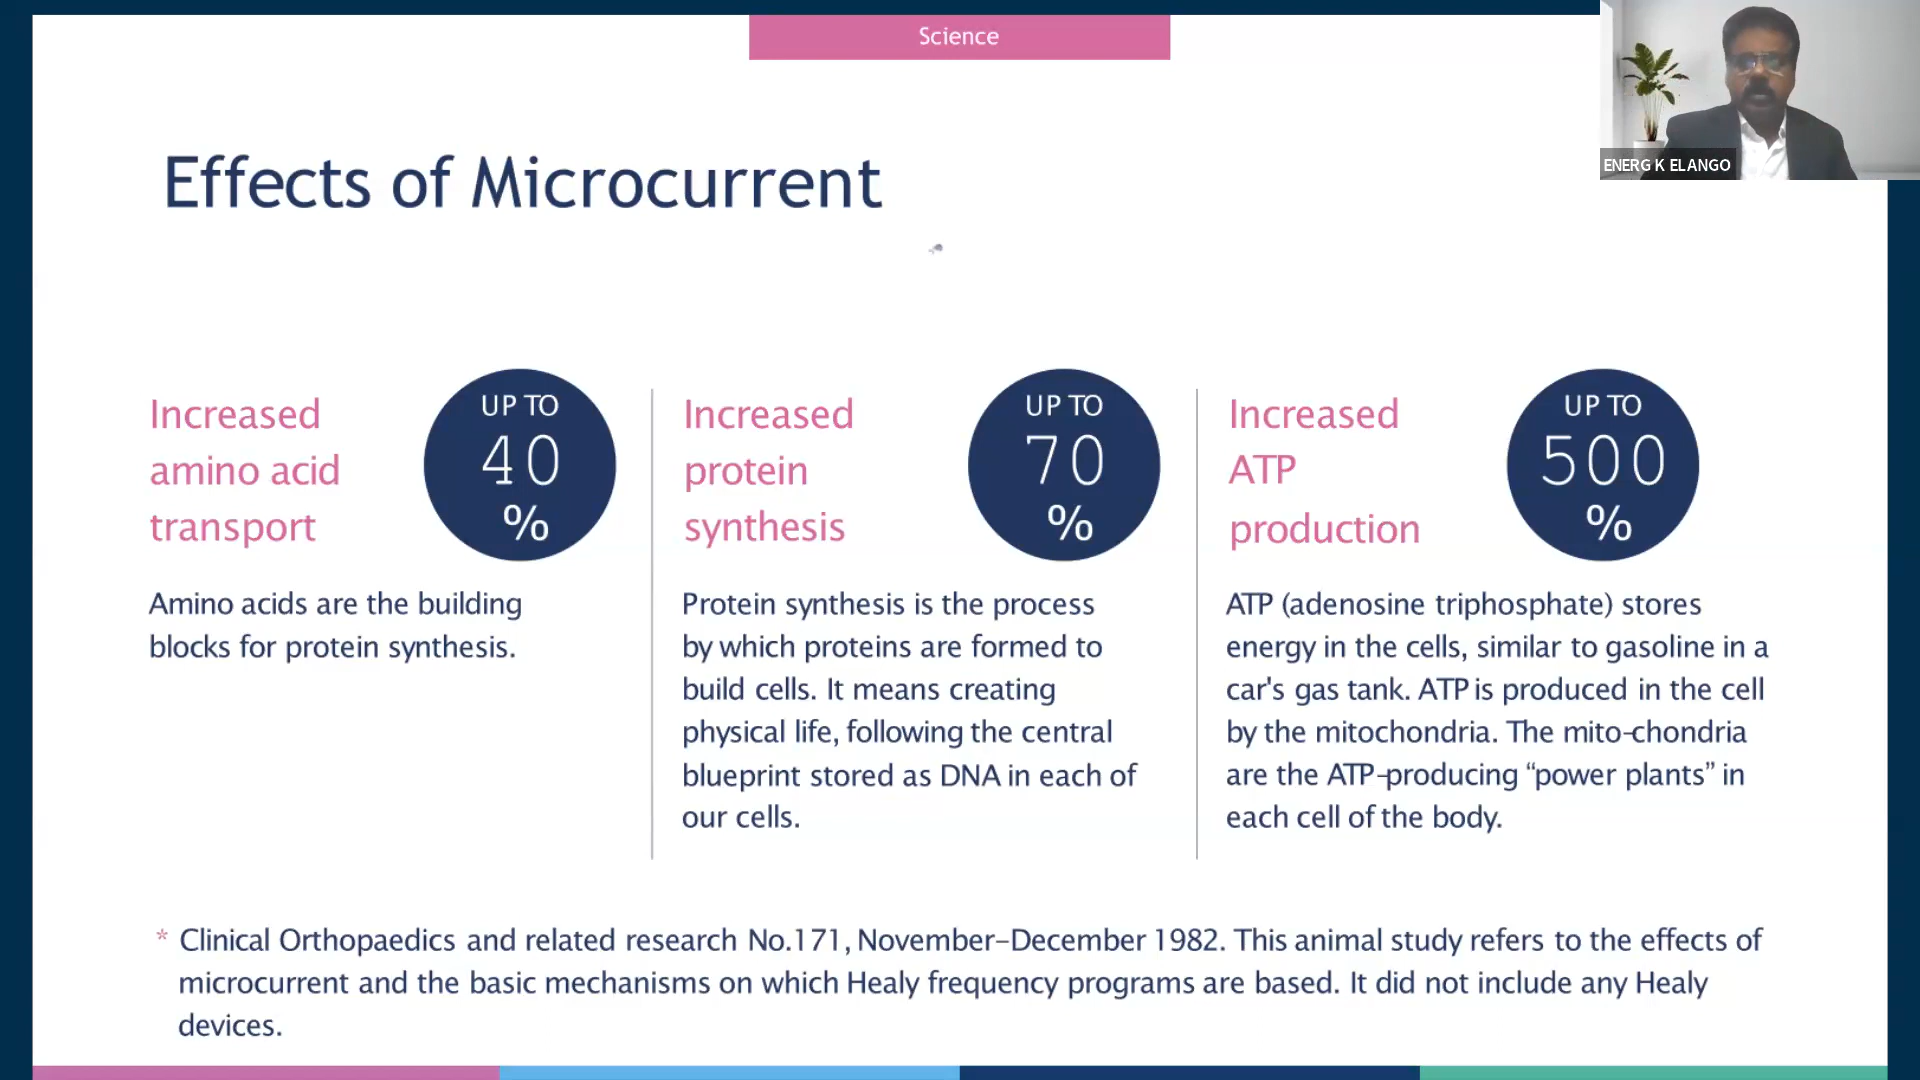 Science
ENERG K ELANGO
Effects of Microcurrent
Increased
amino acid
transport
UP TO
40
%
Amino acids are the building
blocks for protein synthesis.
Increased
protein
synthesis
UP TO
70
%
Protein synthesis is the process
by which proteins are formed to
build cells. It means creating
physical life, following the central
blueprint stored as DNA in each of
our cells.
Increased
ATP
production
UP TO
500
%
ATP (adenosine triphosphate) stores
energy in the cells, similar to gasoline in a
car's gas tank. ATP is produced in the cell
by the mitochondria. The mito-chondria
are the ATP-producing “power plants” in
each cell of the body.
* Clinical Orthopaedics and related research No.171, November–December 1982. This animal study refers to the effects of
microcurrent and the basic mechanisms on which Healy frequency programs are based. It did not include any Healy
devices.